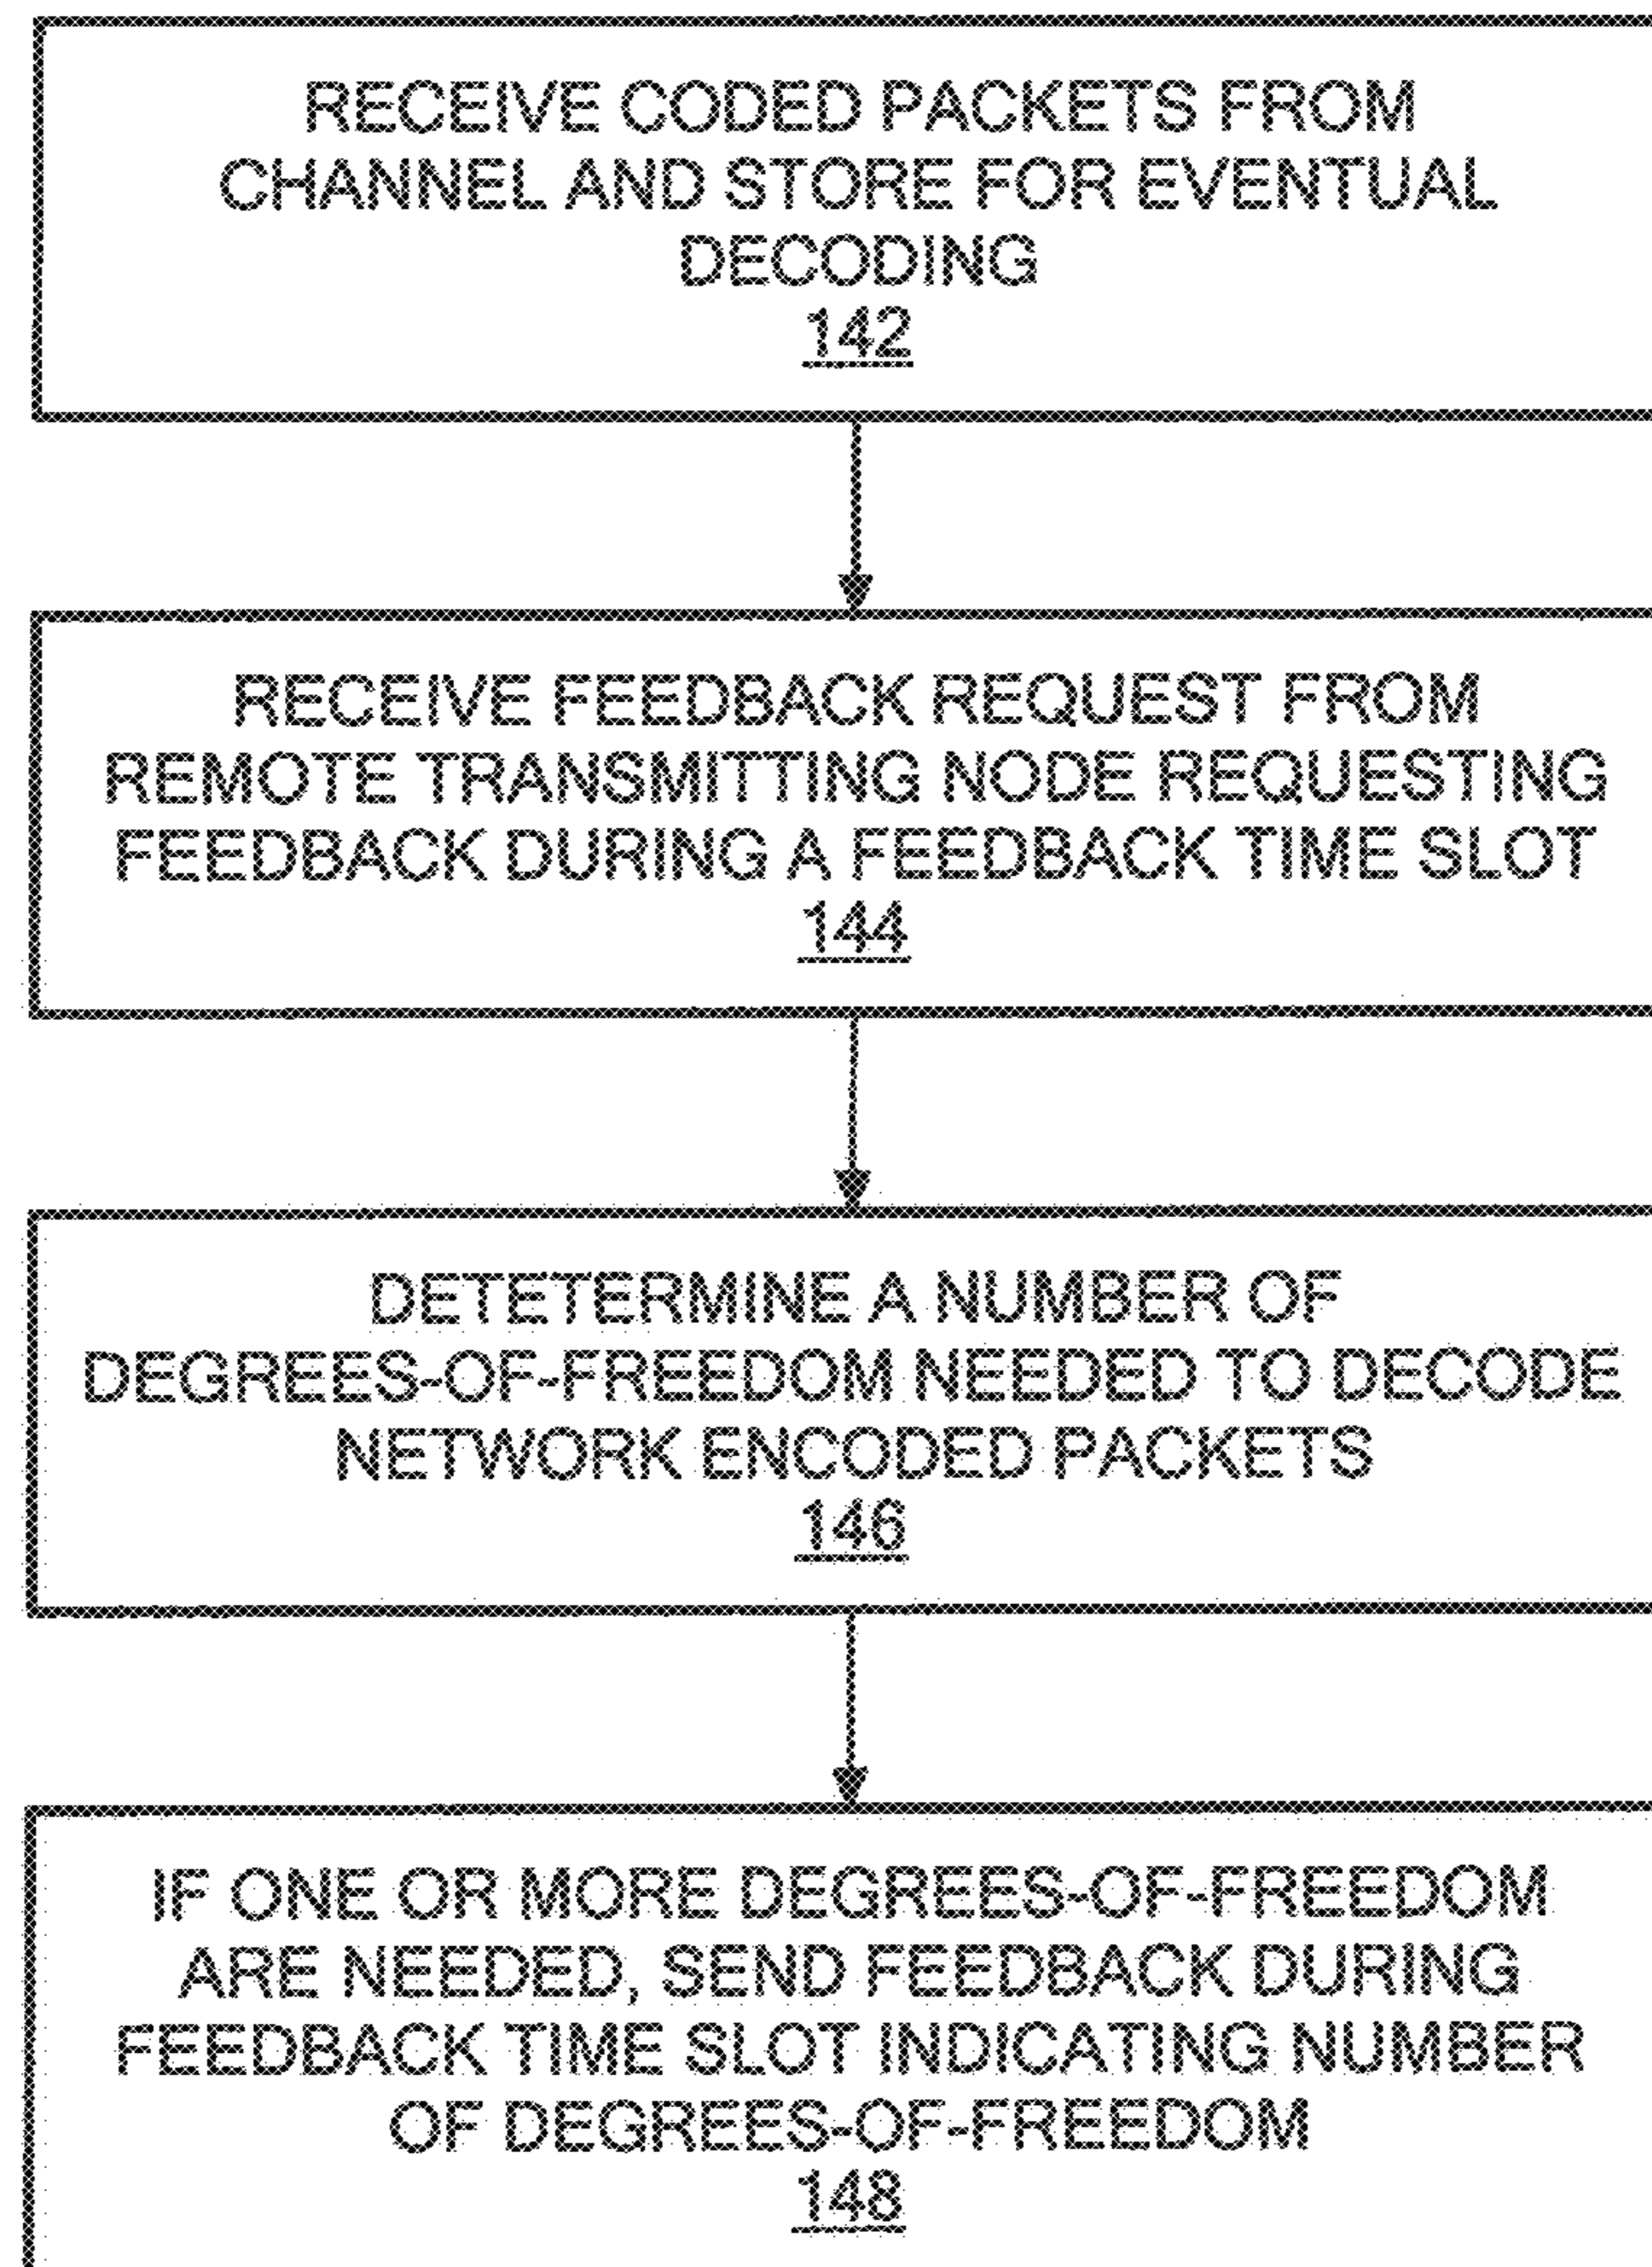 RECEIVE CODED PACKETS FROM
CHANNEL AND STORE FOR EVENTUAL
DECODING
142
RECEIVE FEEDBACK REQUEST FROM
REMOTE TRANSMITTING NODE REQUESTING
FEEDBACK DURING A FEEDBACK TIME SLOT
144
DETETERMINE A NUMBER OF
DEGREES-OF-FREEDOM NEEDED TO DECODE
NETWORK ENCODED PACKETS
146
IF ONE OR MORE DEGREES-OF-FREEDOM
ARE NEEDED, SEND FEEDBACK DURING
FEEDBACK TIME SLOT INDICATING NUMBER
OF DEGREES-OF-FREEDOM
148